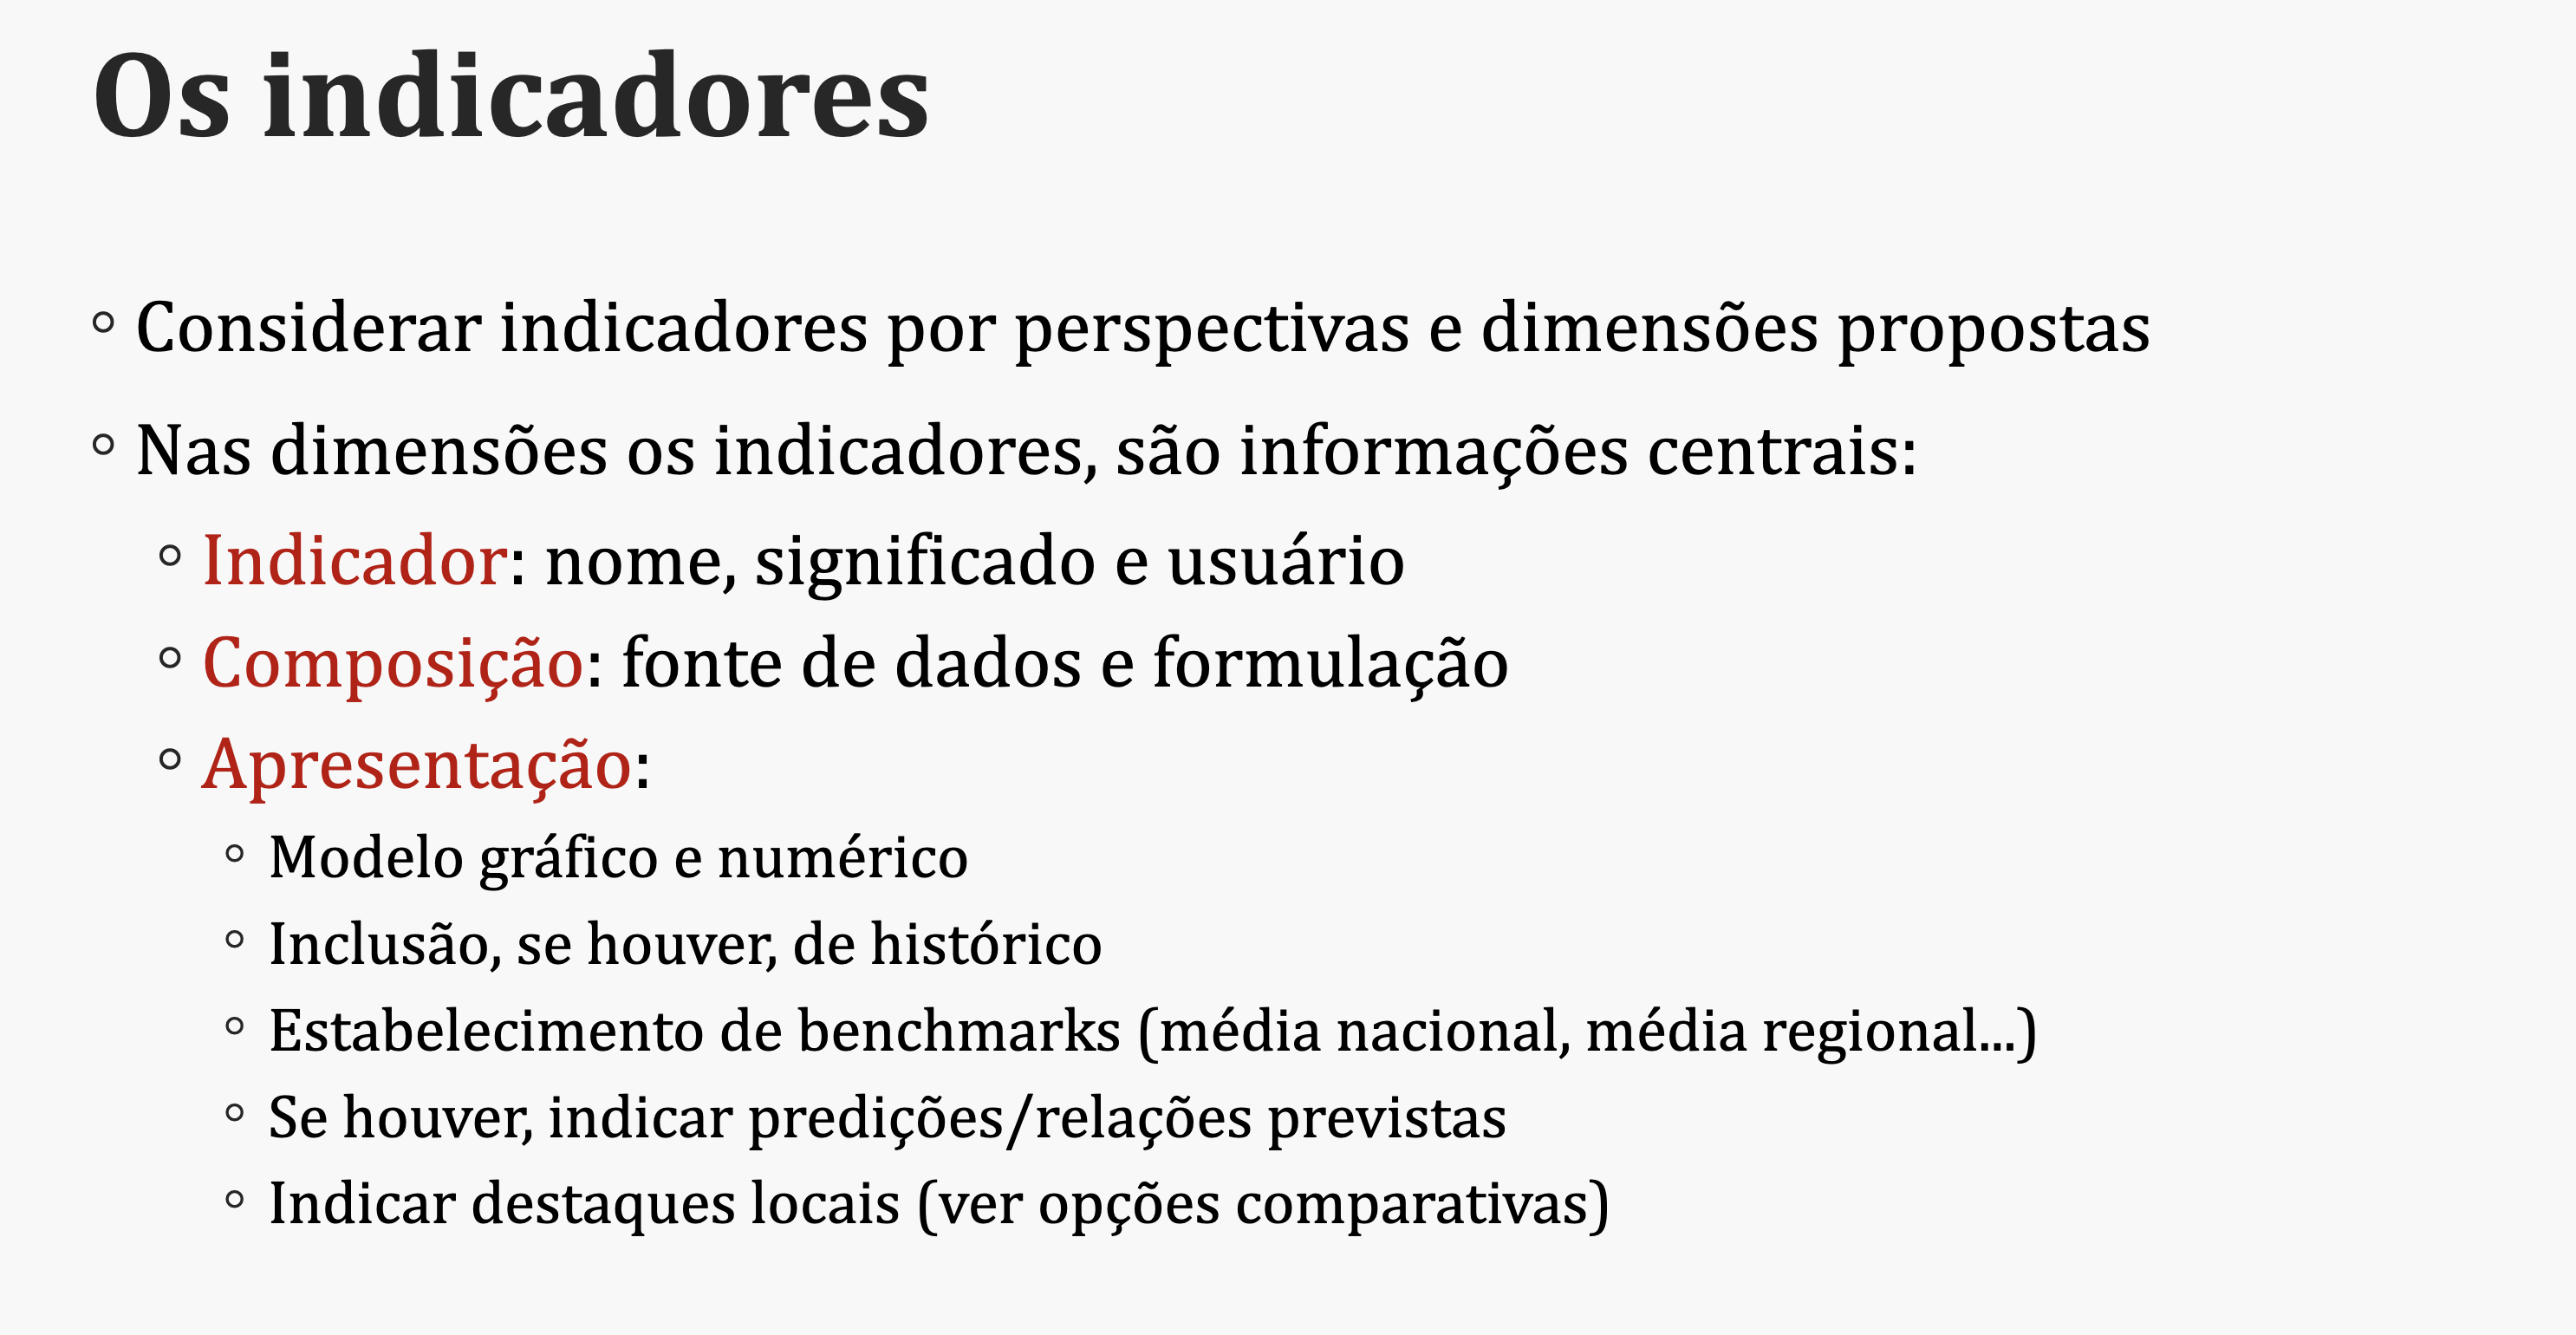 Os indicadores
Considerar indicadores por perspectivas e dimensões propostas
Nas dimensões os indicadores, são informações centrais:
Indicador: nome, significado e usuário
Composição: fonte de dados e formulação
Apresentação:
Modelo gráfico e numérico
Inclusão, se houver, de histórico
Estabelecimento de benchmarks (média nacional, média regional...)
Se houver, indicar predições/relações previstas
Indicar destaques locais (ver opções comparativas)